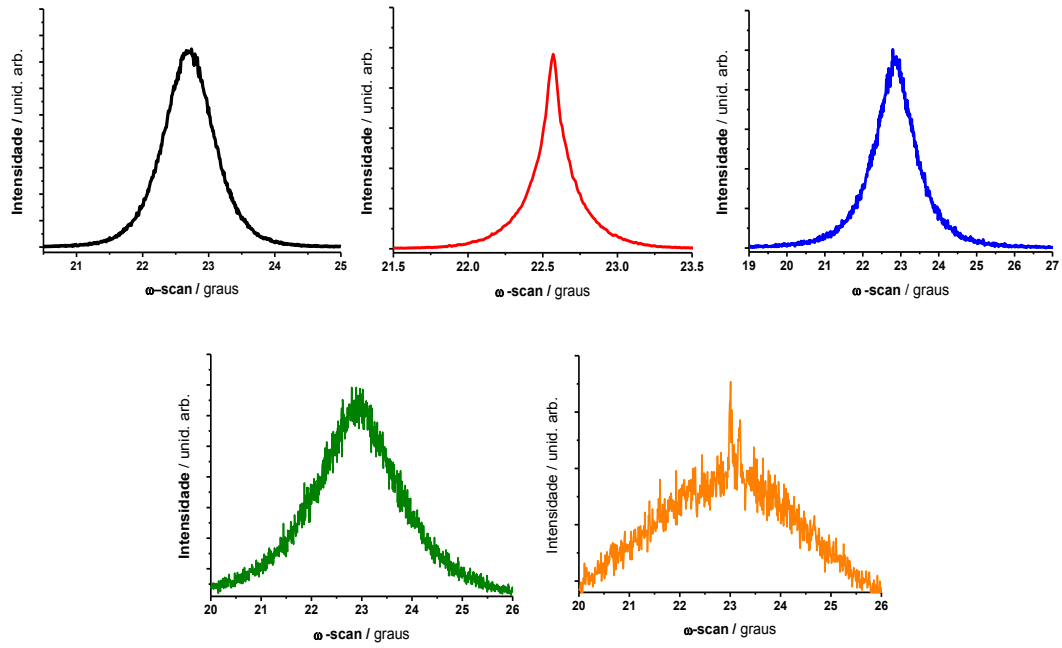 Intensidade / unid. arb.
21 22 23 24 25
ω–scan / graus
Intensidade / unid. arb.
21.5 22.0 22.5 23.0 23.5
ω -scan / graus
Intensidade / unid. arb.
19 20 21 22 23 24 25 26 27
ω -scan / graus
Intensidade / unid. arb.
20 21 22 23 24 25 26
ω -scan / graus
Intensidade / unid. arb.
20 21 22 23 24 25 26
ω-scan / graus